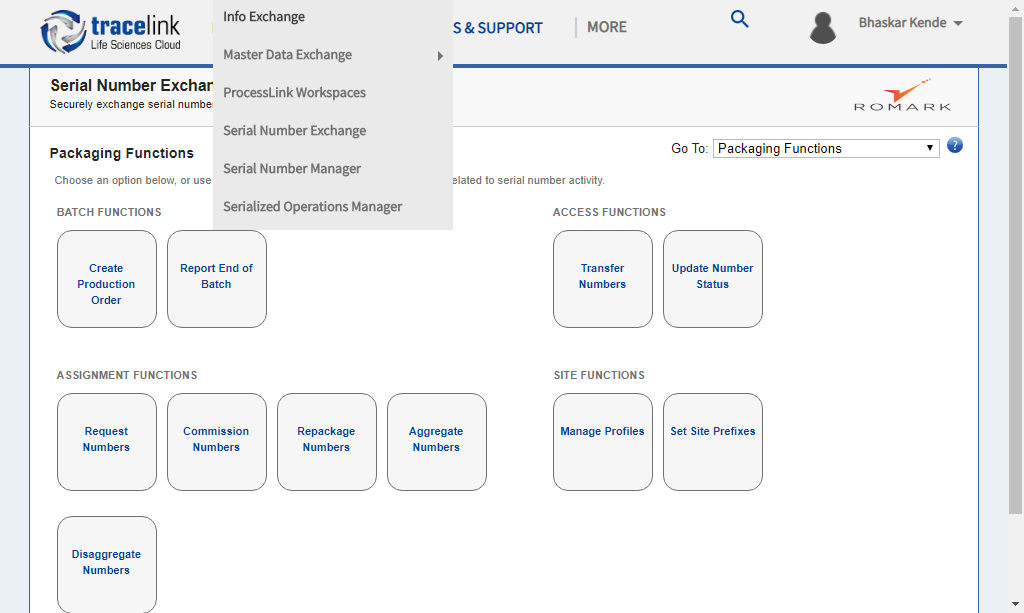 tracelink
Life Sciences Cloud
Info Exchange
Master Data Exchange
ProcessLink Workspaces
Serial Number Exchange
Serial Number Manager
Serialized Operations Manager
S & SUPPORT
MORE
Bhaskar Kende
Serial Number Exchan
Securely exchange serial numbe
ROMARK
Packaging Functions
Go To: Packaging Functions
?
Choose an option below, or use
elated to serial number activity.
BATCH FUNCTIONS
Create
Production
Order
Report End of
Batch
ACCESS FUNCTIONS
Transfer
Numbers
Update Number
Status
ASSIGNMENT FUNCTIONS
Request
Numbers
Commission
Numbers
Repackage
Numbers
Aggregate
Numbers
SITE FUNCTIONS
Manage Profiles
Set Site Prefixes
Disaggregate
Numbers